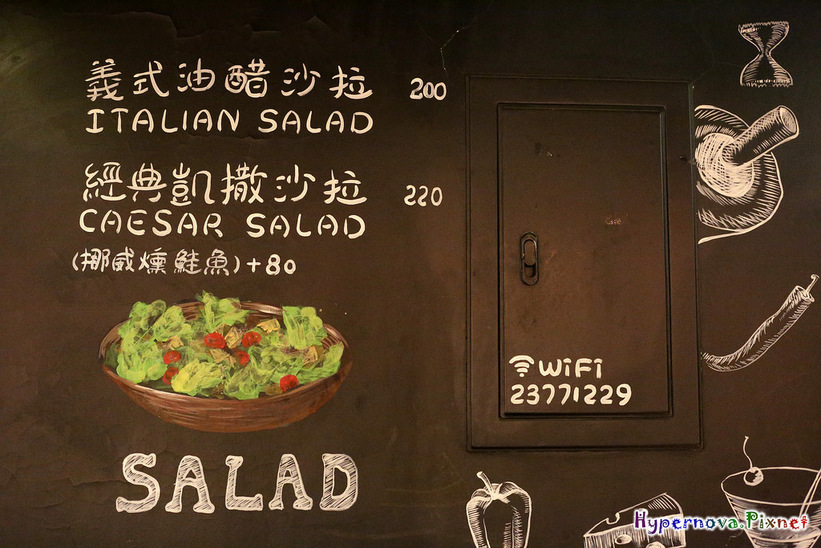 義式油醋沙拉 200
ITALIAN SALAD
經典凱撒沙拉 220
CAESAR SALAD
(挪威燻鮭魚)+80
SALAD
Café
WiFi
23771229
Hypernova.Pixnet